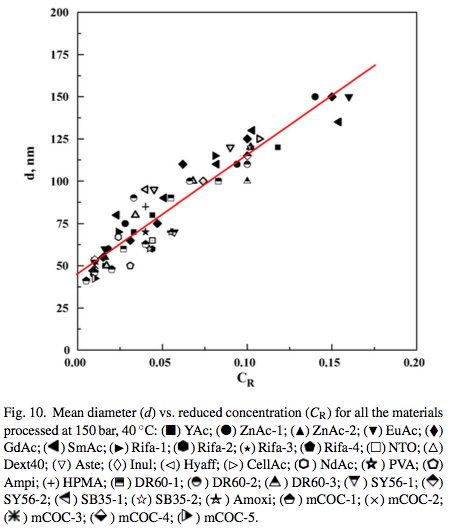 200
175
150
125
100
75
50
25
0
d, nm
0.00 0.05 0.10 0.15 0.20
C_R
Fig. 10. Mean diameter (d) vs. reduced concentration (C_R) for all the materials
processed at 150 bar, 40 °C: (■) YAc; (●) ZnAc-1; (▲) ZnAc-2; (▼) EuAc; (♦)
GdAc; (◀) SmAc; (▶) Rifa-1; (⬢) Rifa-2; (★) Rifa-3; (⬟) Rifa-4; (□) NTO; (△)
Dext40; (▽) Aste; (◇) Inul; (◁) Hyaff; (▷) CellAc; (⬡) NdAc; (☆) PVA; (⬠)
Ampi; (+) HPMA; (⬒) DR60-1; (◓) DR60-2; (△) DR60-3; (▽) SY56-1; (⬘)
SY56-2; (◁) SB35-1; (☆) SB35-2; (☆) Amoxi; (⬠) mCOC-1; (×) mCOC-2;
(✳) mCOC-3; (⬙) mCOC-4; (▷) mCOC-5.